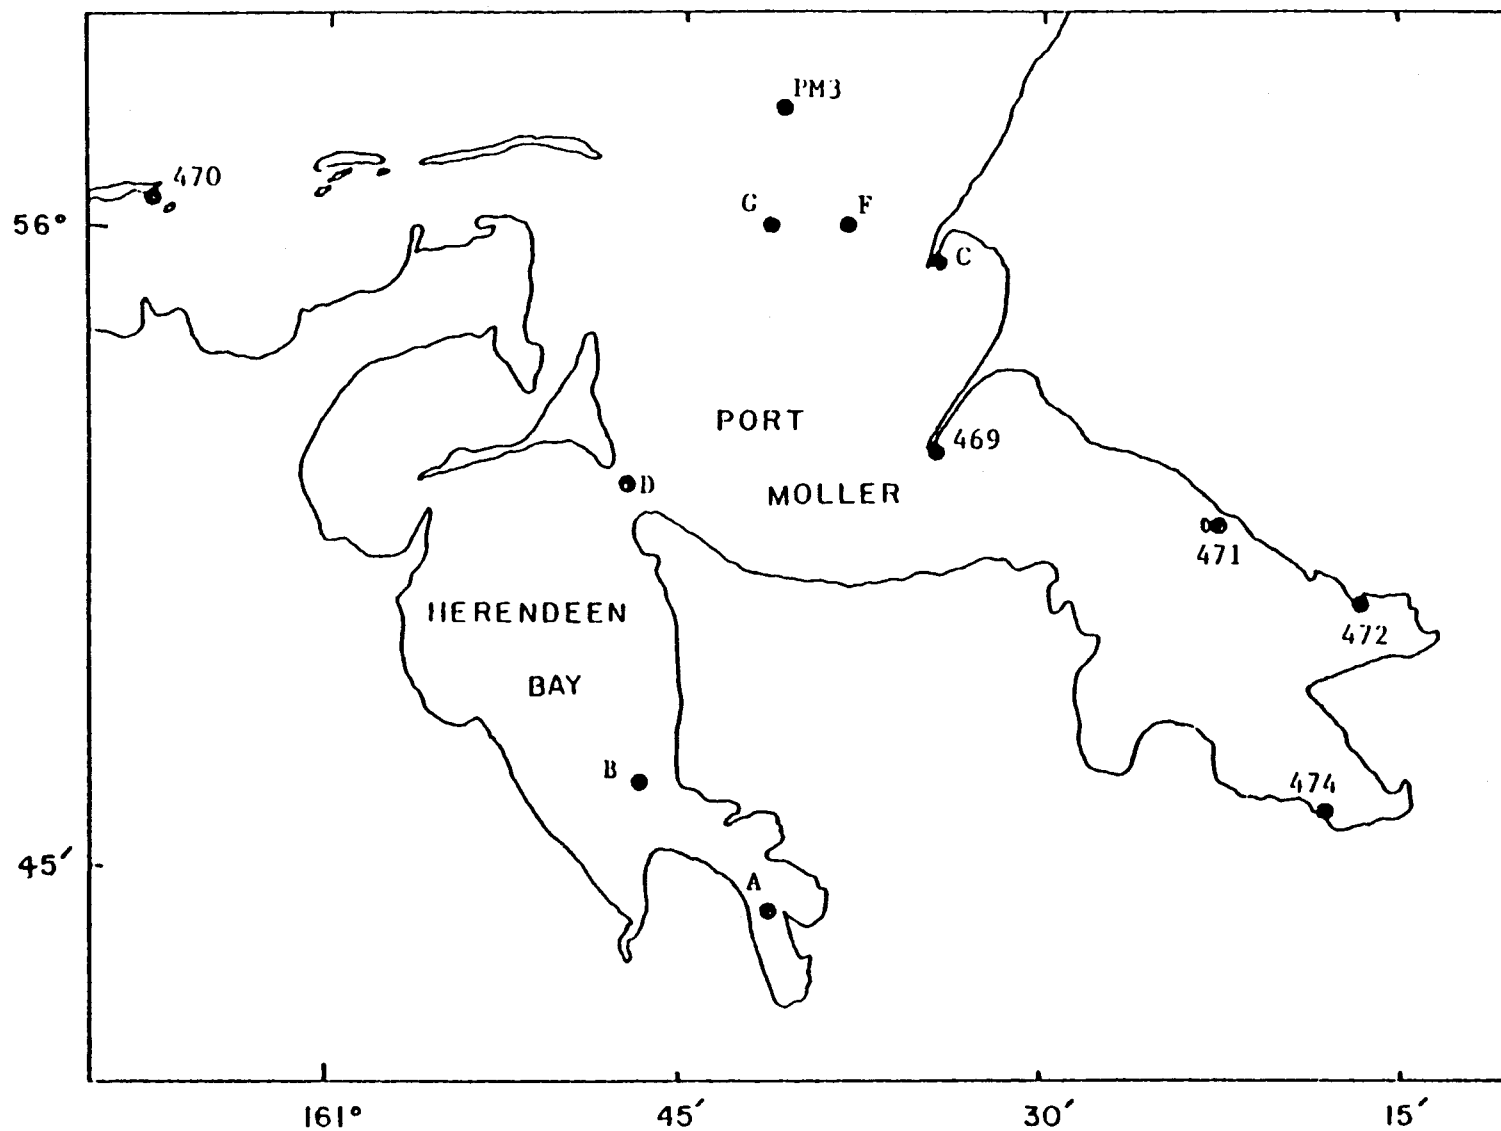 PM3
470
G F
56°
C
PORT
469
MOLLER
D
471
HERENDEEN
472
BAY
B
474
45′
A
161° 45′ 30′ 15′